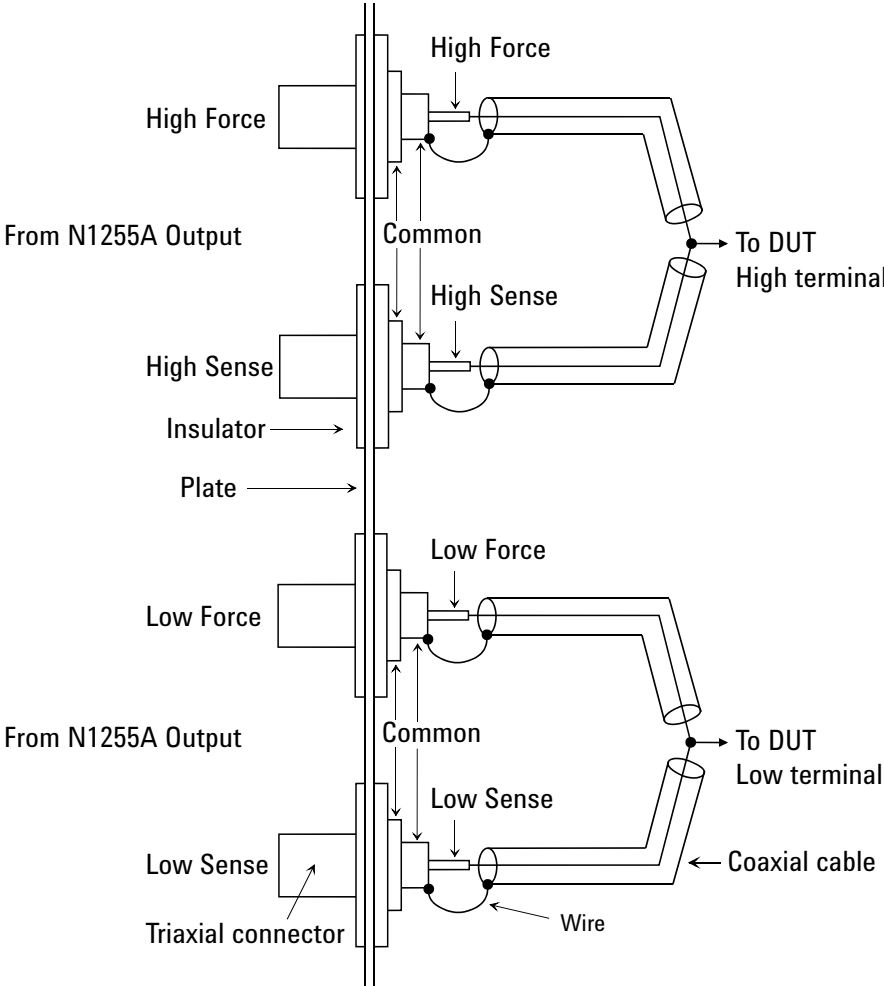 High Force
High Force
From N1255A Output
Common
To DUT
High terminal
High Sense
High Sense
Insulator
Plate
Low Force
Low Force
From N1255A Output
Common
To DUT
Low terminal
Low Sense
Low Sense
Coaxial cable
Triaxial connector
Wire